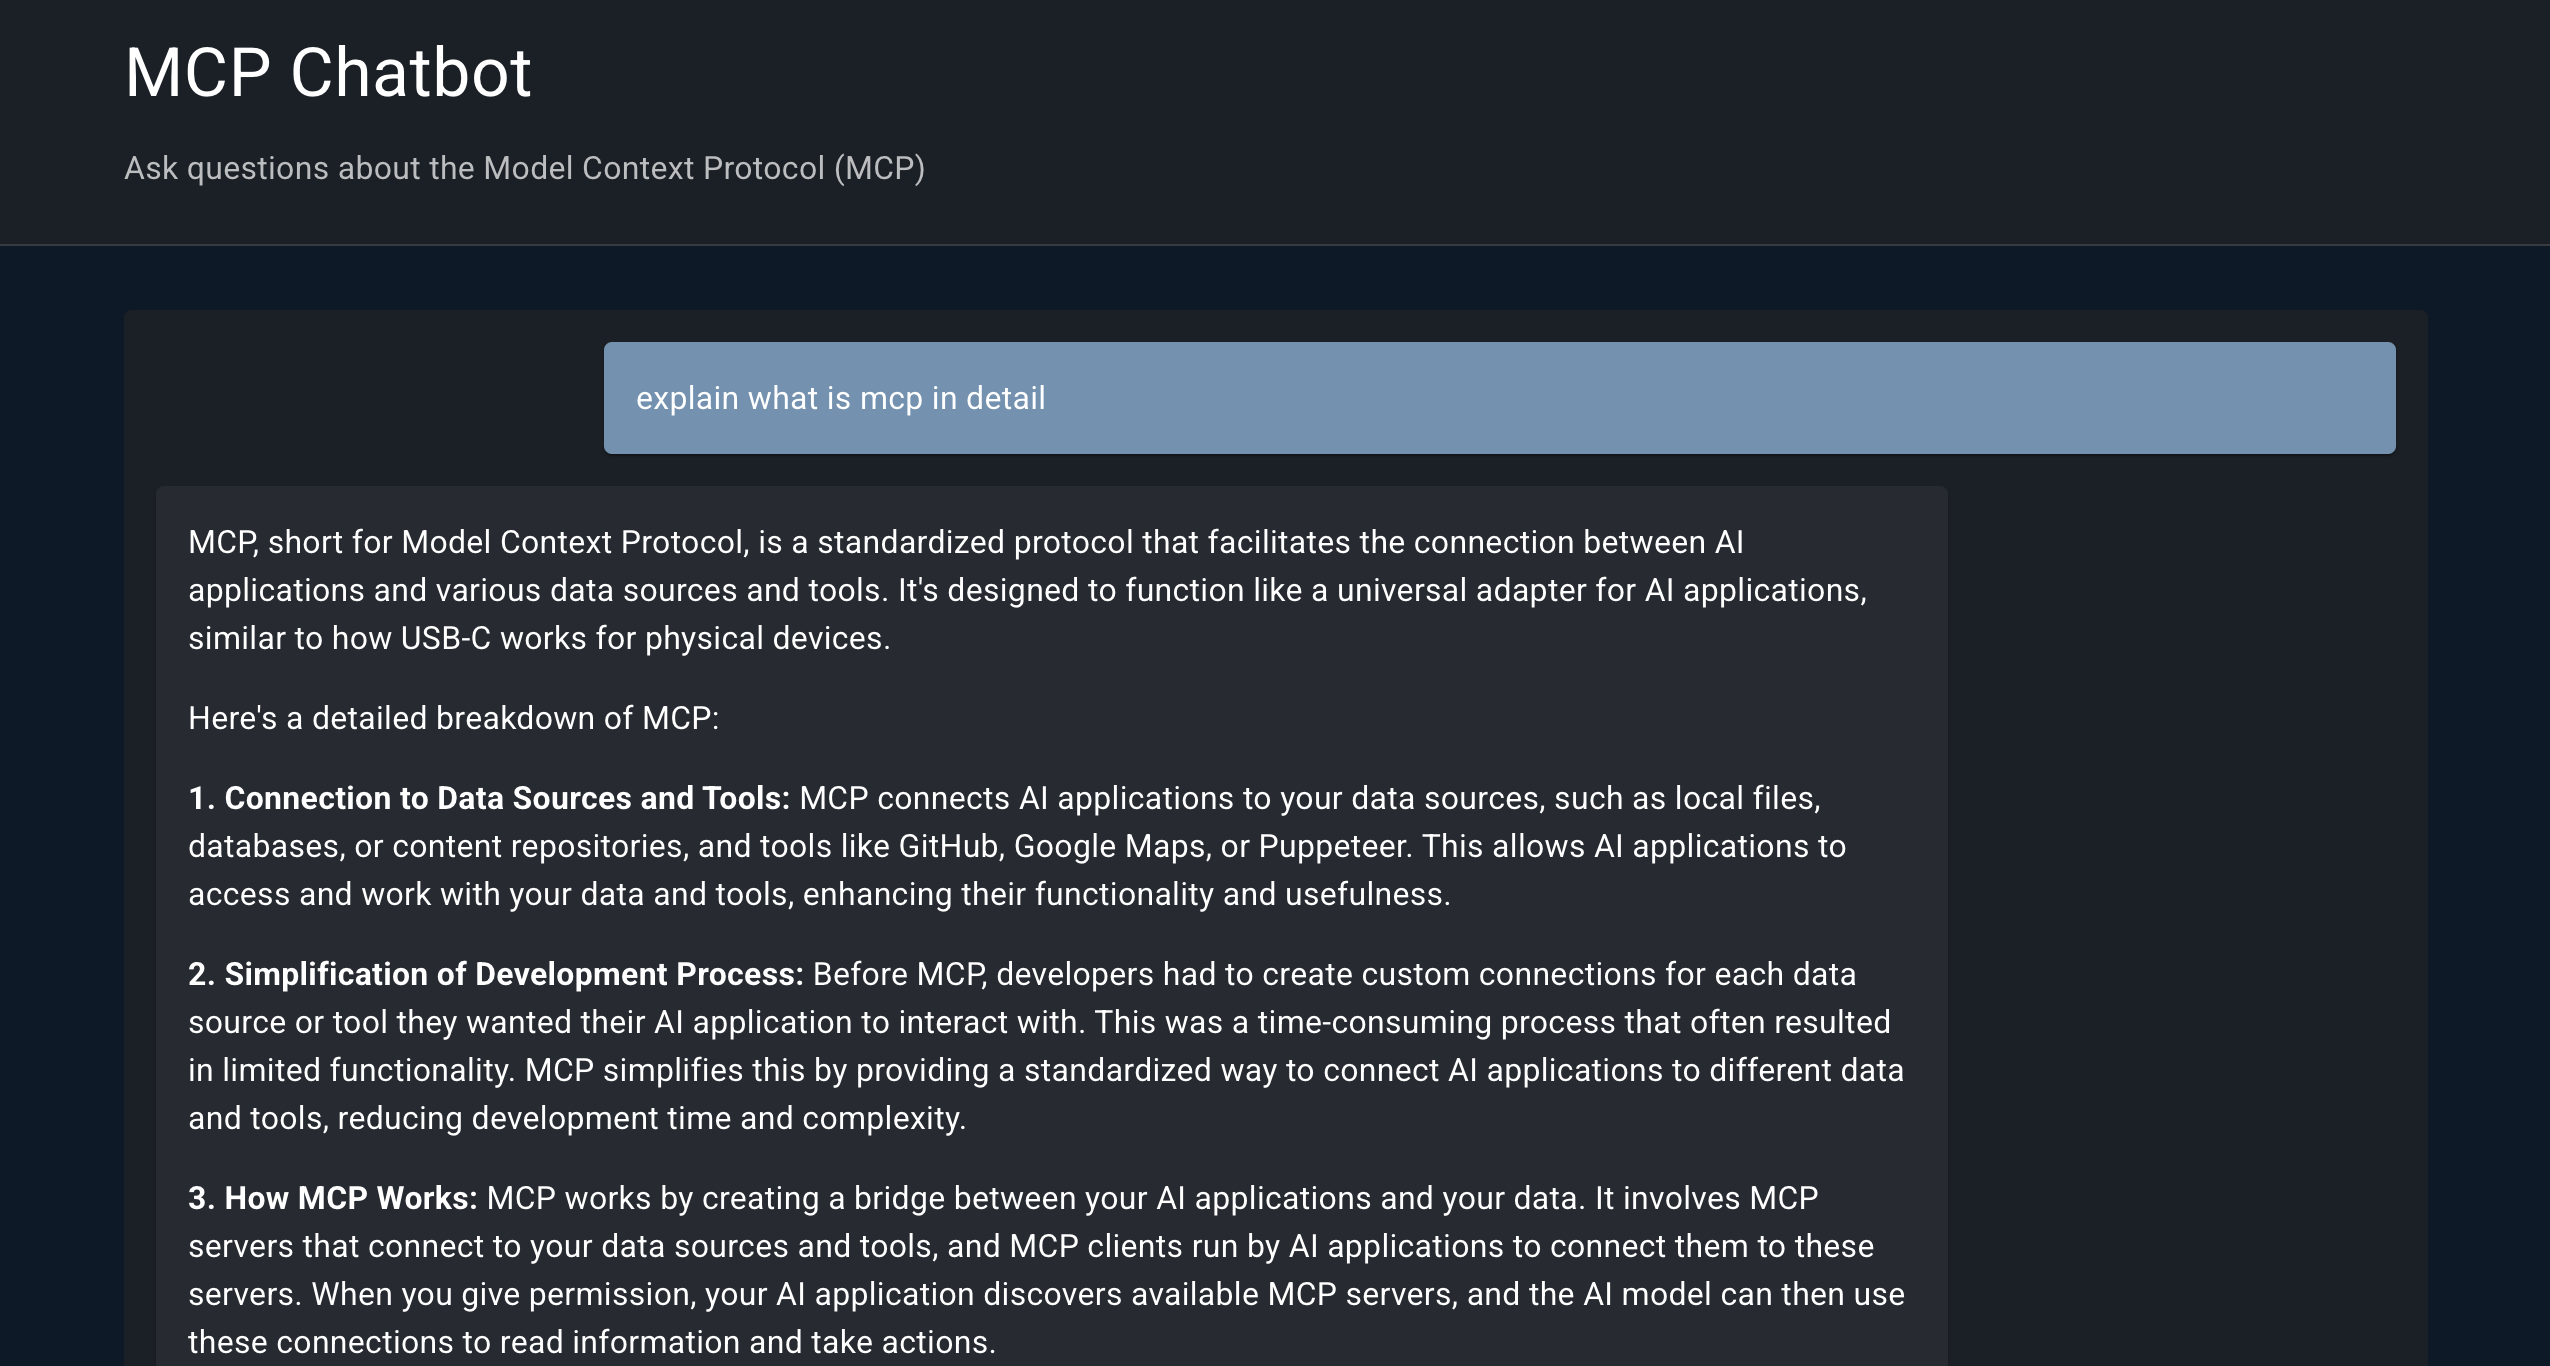 MCP Chatbot
Ask questions about the Model Context Protocol (MCP)
explain what is mcp in detail
MCP, short for Model Context Protocol, is a standardized protocol that facilitates the connection between AI
applications and various data sources and tools. It's designed to function like a universal adapter for AI applications,
similar to how USB-C works for physical devices.
Here's a detailed breakdown of MCP:
1. Connection to Data Sources and Tools: MCP connects AI applications to your data sources, such as local files,
databases, or content repositories, and tools like GitHub, Google Maps, or Puppeteer. This allows AI applications to
access and work with your data and tools, enhancing their functionality and usefulness.
2. Simplification of Development Process: Before MCP, developers had to create custom connections for each data
source or tool they wanted their AI application to interact with. This was a time-consuming process that often resulted
in limited functionality. MCP simplifies this by providing a standardized way to connect AI applications to different data
and tools, reducing development time and complexity.
3. How MCP Works: MCP works by creating a bridge between your AI applications and your data. It involves MCP
servers that connect to your data sources and tools, and MCP clients run by AI applications to connect them to these
servers. When you give permission, your AI application discovers available MCP servers, and the AI model can then use
these connections to read information and take actions.